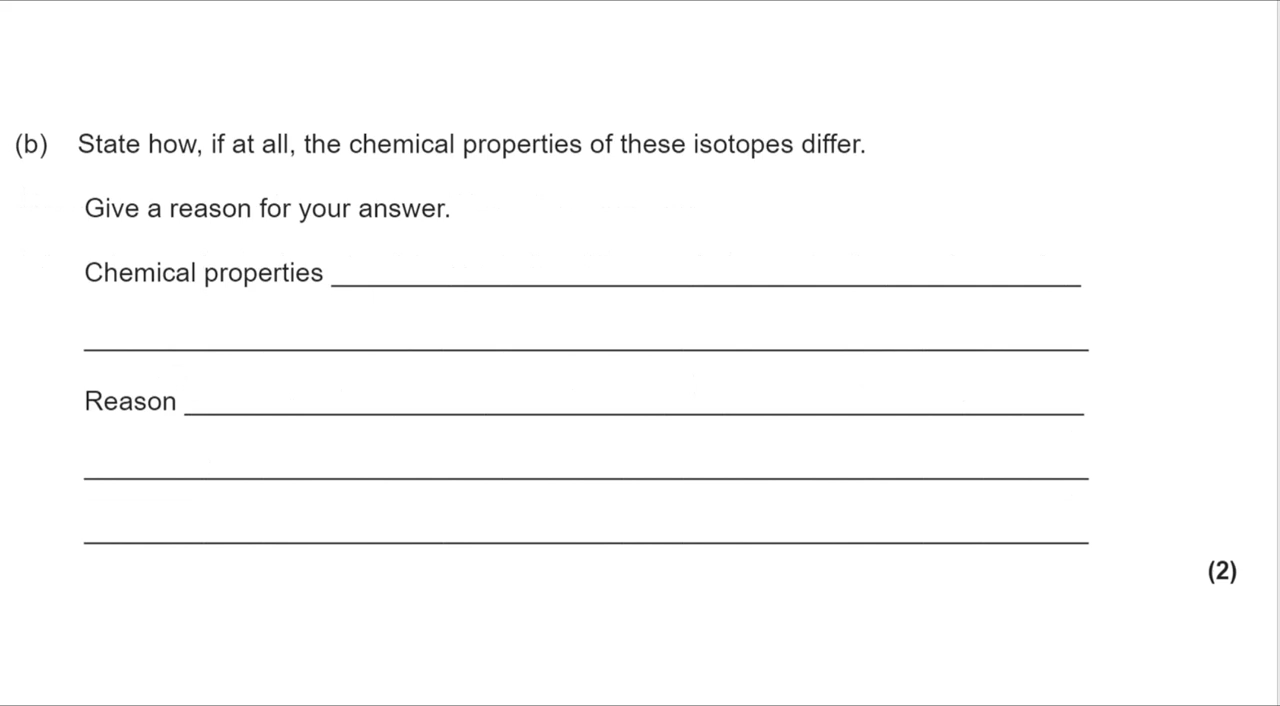 (b) State how, if at all, the chemical properties of these isotopes differ.
Give a reason for your answer.
Chemical properties
Reason
(2)